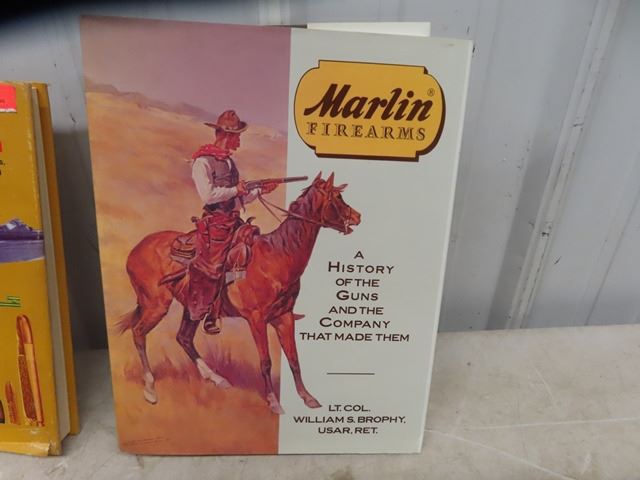 Marlin®
FIREARMS
A
HISTORY
OF THE
GUNS
AND THE
COMPANY
THAT MADE THEM
LT. COL.
WILLIAM S. BROPHY,
USAR, RET.